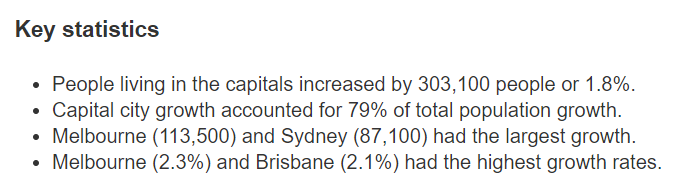 Key statistics
• People living in the capitals increased by 303,100 people or 1.8%.
• Capital city growth accounted for 79% of total population growth.
• Melbourne (113,500) and Sydney (87,100) had the largest growth.
• Melbourne (2.3%) and Brisbane (2.1%) had the highest growth rates.